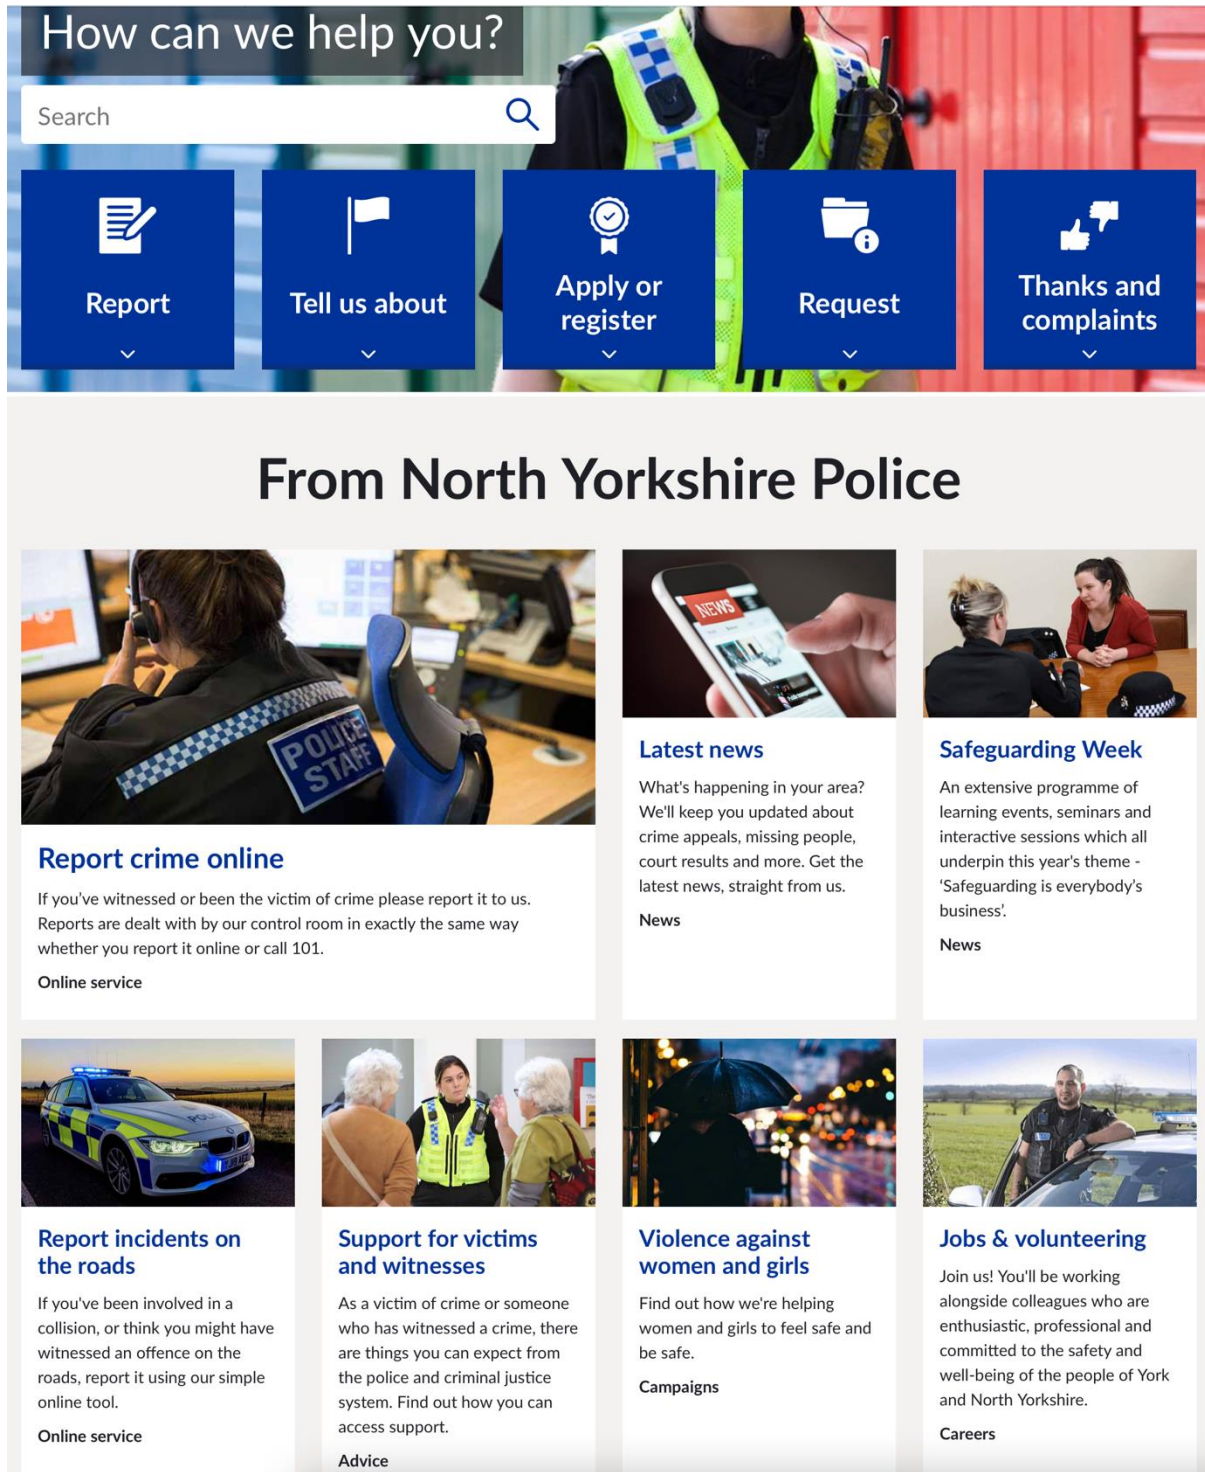 How can we help you?
Search
Report
Tell us about
Apply or
register
Request
Thanks and
complaints
From North Yorkshire Police
POLICE
STAFF
NEWS
Report crime online
If you've witnessed or been the victim of crime please report it to us.
Reports are dealt with by our control room in exactly the same way
whether you report it online or call 101.
Online service
Latest news
What's happening in your area?
We'll keep you updated about
crime appeals, missing people,
court results and more. Get the
latest news, straight from us.
News
Safeguarding Week
An extensive programme of
learning events, seminars and
interactive sessions which all
underpin this year's theme -
‘Safeguarding is everybody’s
business’.
News
Report incidents on
the roads
If you've been involved in a
collision, or think you might have
witnessed an offence on the
roads, report it using our simple
online tool.
Online service
Support for victims
and witnesses
As a victim of crime or someone
who has witnessed a crime, there
are things you can expect from
the police and criminal justice
system. Find out how you can
access support.
Advice
Violence against
women and girls
Find out how we're helping
women and girls to feel safe and
be safe.
Campaigns
Jobs & volunteering
Join us! You'll be working
alongside colleagues who are
enthusiastic, professional and
committed to the safety and
well-being of the people of York
and North Yorkshire.
Careers